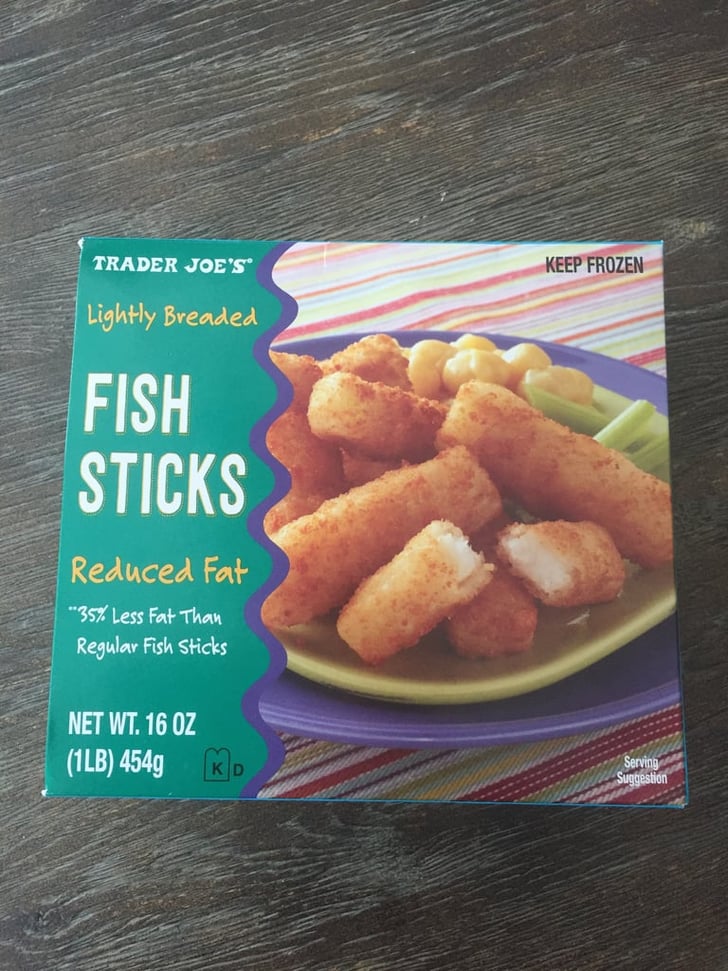 TRADER JOE'S®
KEEP FROZEN
Lightly Breaded
FISH
STICKS
Reduced Fat
**35% Less Fat Than
Regular Fish Sticks
NET WT. 16 OZ
(1LB) 454g
K D
Serving
Suggestion